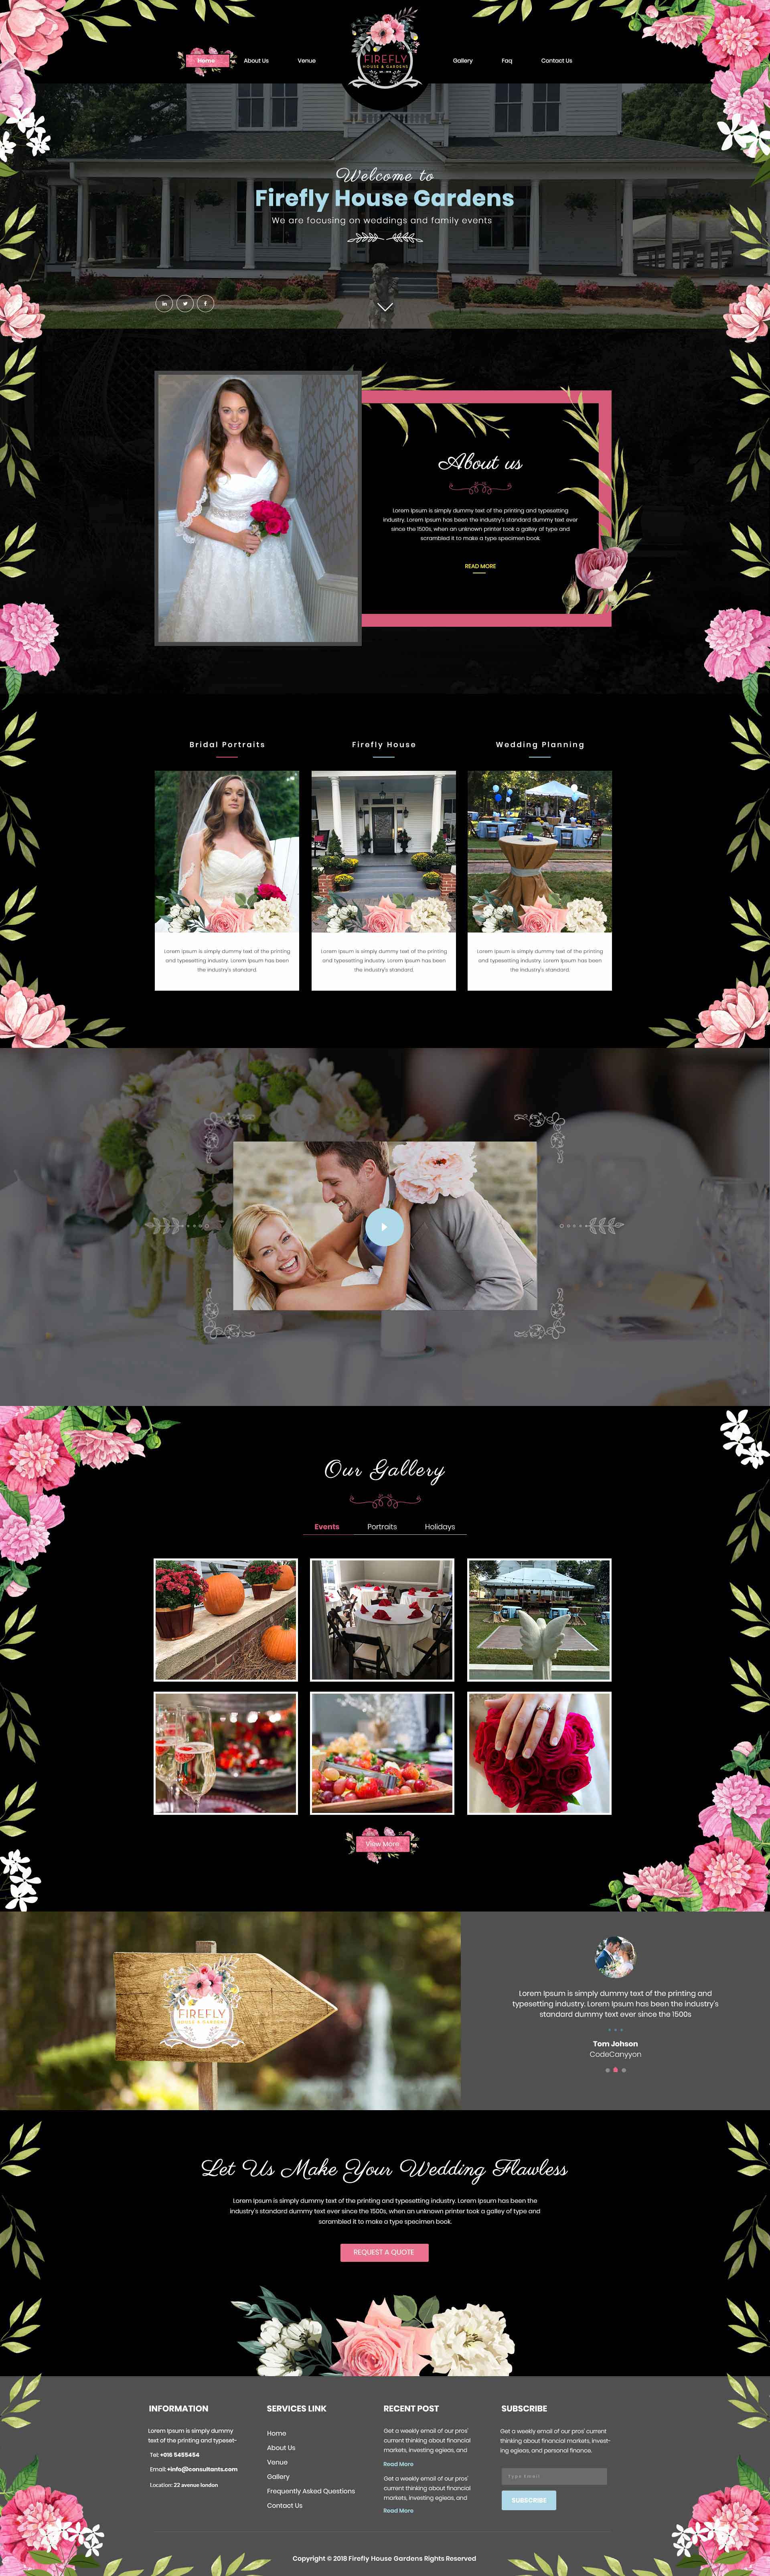 Home
About Us
Venue
FIREFLY
HOUSE & GARDENS
Gallery
Faq
Contact Us
Welcome to
Firefly House Gardens
We are focusing on weddings and family events
in
f
About us
Lorem Ipsum is simply dummy text of the printing and typesetting
industry. Lorem Ipsum has been the industry's standard dummy text ever
since the 1500s, when an unknown printer took a galley of type and
scrambled it to make a type specimen book.
READ MORE
Bridal Portraits
Firefly House
Wedding Planning
Lorem Ipsum is simply dummy text of the printing
and typesetting industry. Lorem Ipsum has been
the industry's standard.
Lorem Ipsum is simply dummy text of the printing
and typesetting industry. Lorem Ipsum has been
the industry's standard.
Lorem Ipsum is simply dummy text of the printing
and typesetting industry. Lorem Ipsum has been
the industry's standard
Our Gallery
Events
Portraits
Holidays
View More
FIREFLY
HOUSE & GARDENS
Lorem Ipsum is simply dummy text of the printing and
typesetting industry. Lorem Ipsum has been the industry's
standard dummy text ever since the 1500s
Tom Johson
CodeCanyyon
Let Us Make Your Wedding Flawless
Lorem Ipsum is simply dummy text of the printing and typesetting industry. Lorem Ipsum has been the
industry's standard dummy text ever since the 1500s, when an unknown printer took a galley of type and
scrambled it to make a type specimen book.
REQUEST A QUOTE
INFORMATION
Lorem Ipsum is simply dummy
text of the printing and typeset-
Tel: +016 5455454
Email: +info@consultants.com
Location: 22 avenue london
SERVICES LINK
Home
About Us
Venue
Gallery
Frequently Asked Questions
Contact Us
RECENT POST
Get a weekly email of our pros'
current thinking about financial
markets, investing egieas, and
Read More
Get a weekly email of our pros'
current thinking about financial
markets, investing egieas, and
Read More
SUBSCRIBE
Get a weekly email of our pros' current
thinking about financial markets, invest-
ing egieas, and personal finance.
Type Email
SUBSCRIBE
Copyright © 2018 Firefly House Gardens Rights Reserved